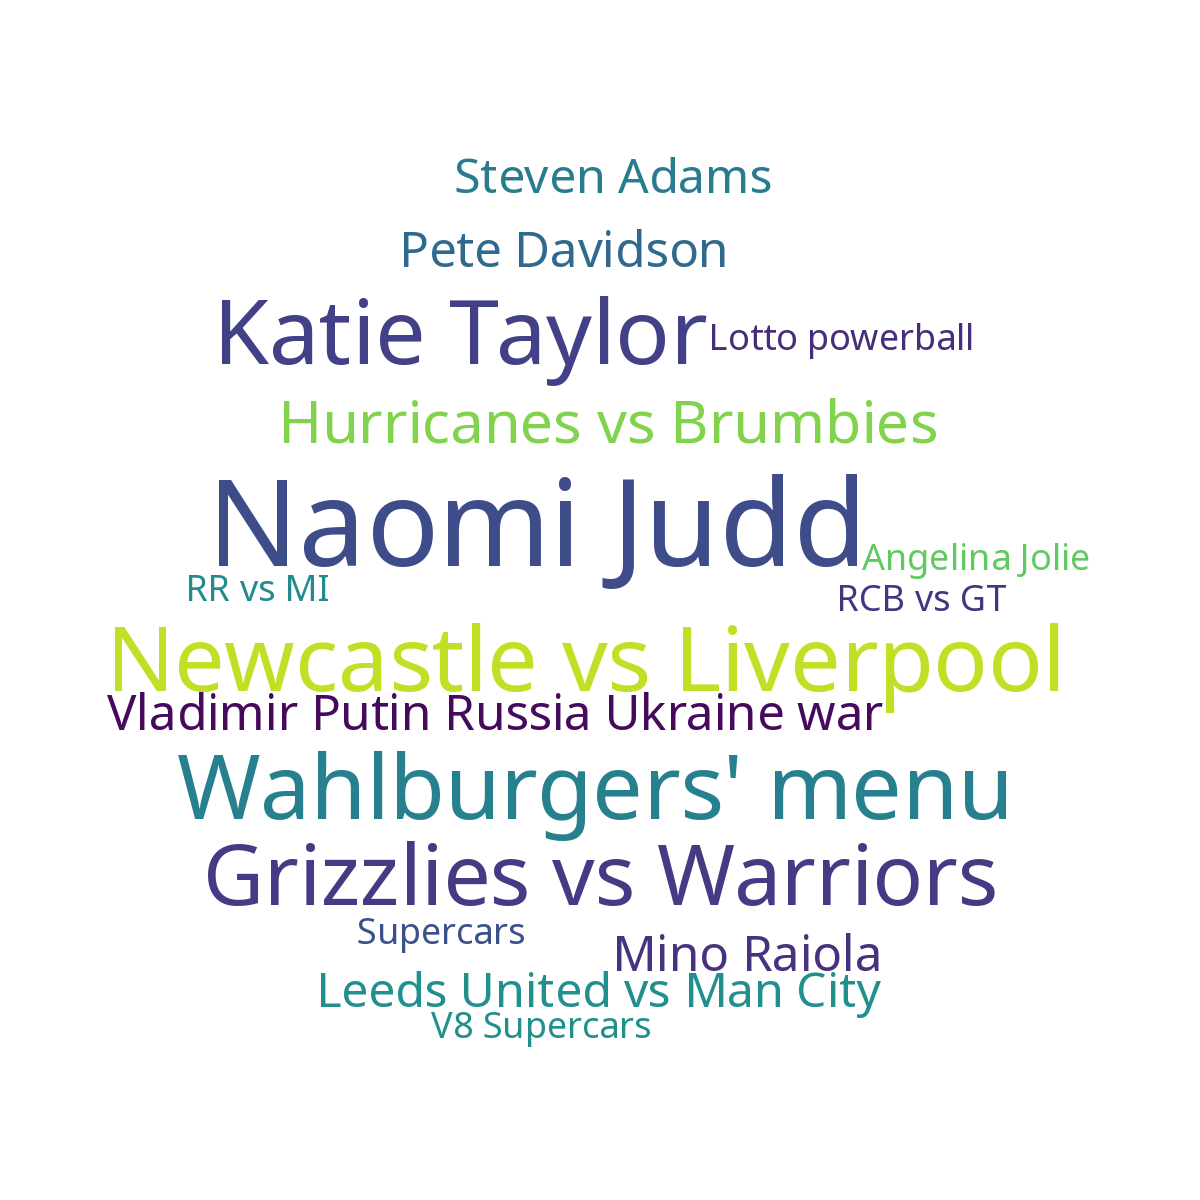 Steven Adams
Pete Davidson
Katie Taylor
Lotto powerball
Hurricanes vs Brumbies
Naomi Judd
Angelina Jolie
RR vs MI
RCB vs GT
Newcastle vs Liverpool
Vladimir Putin Russia Ukraine war
Wahlburgers' menu
Grizzlies vs Warriors
Supercars
Mino Raiola
Leeds United vs Man City
V8 Supercars